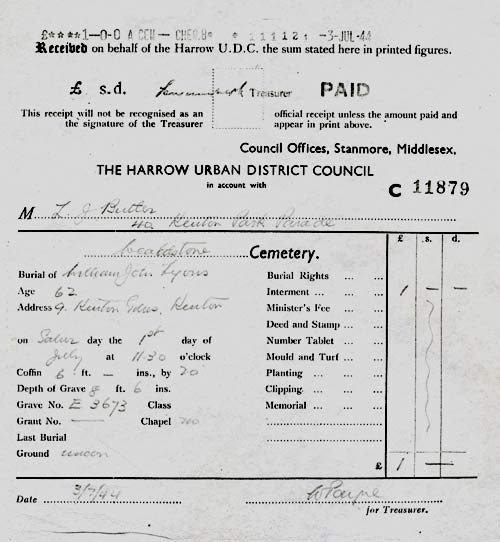 £****1-0-0 A CEM - CHEQ.B* * 111121 -3-JUL-44
Received on behalf of the Harrow U.D.C. the sum stated here in printed figures.
£ s.d. Treasurer PAID
This receipt will not be recognised as an official receipt unless the amount paid and
the signature of the Treasurer appear in print above.
Council Offices, Stanmore, Middlesex,
THE HARROW URBAN DISTRICT COUNCIL
in account with
C 11879
M L. J Butler
4a Kenton Park Parade
£ s. d.
Wealdstone Cemetery.
Burial of William John Lyons Burial Rights ... ...
Age 62 Interment ... ... 1 — —
Address 9. Kenton Gdns, Kenton Minister's Fee ...
Deed and Stamp ...
on Satur day the 1st day of Number Tablet ...
July at 11.30 o'clock Mould and Turf ...
Coffin 6 ft. — ins., by 20 Planting ... ...
Depth of Grave 8 ft. 6 ins. Clipping... ... ...
Grave No. E 3673 Class Memorial ... ...
Grant No. — Chapel no
Last Burial
Ground uncon
£ 1 —
Date 3/7/44 W Payne
for Treasurer.